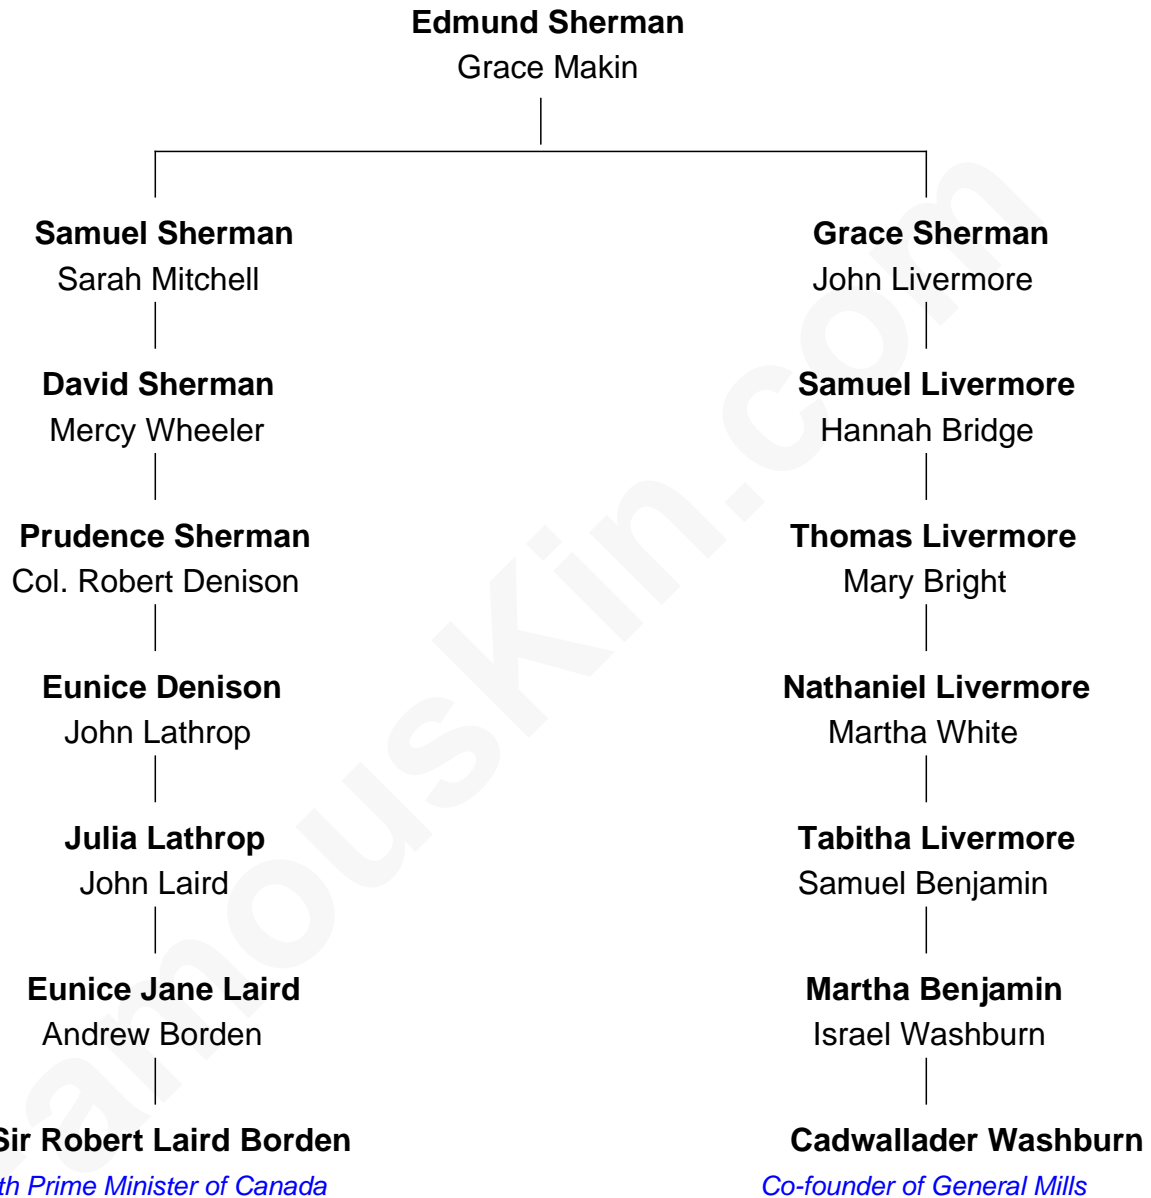 Edmund Sherman
Grace Makin
Samuel Sherman
Sarah Mitchell
Grace Sherman
John Livermore
David Sherman
Mercy Wheeler
Samuel Livermore
Hannah Bridge
Prudence Sherman
Col. Robert Denison
Thomas Livermore
Mary Bright
Eunice Denison
John Lathrop
Nathaniel Livermore
Martha White
Julia Lathrop
John Laird
Tabitha Livermore
Samuel Benjamin
Eunice Jane Laird
Andrew Borden
Martha Benjamin
Israel Washburn
Sir Robert Laird Borden
th Prime Minister of Canada
Cadwallader Washburn
Co-founder of General Mills
amouskin.com